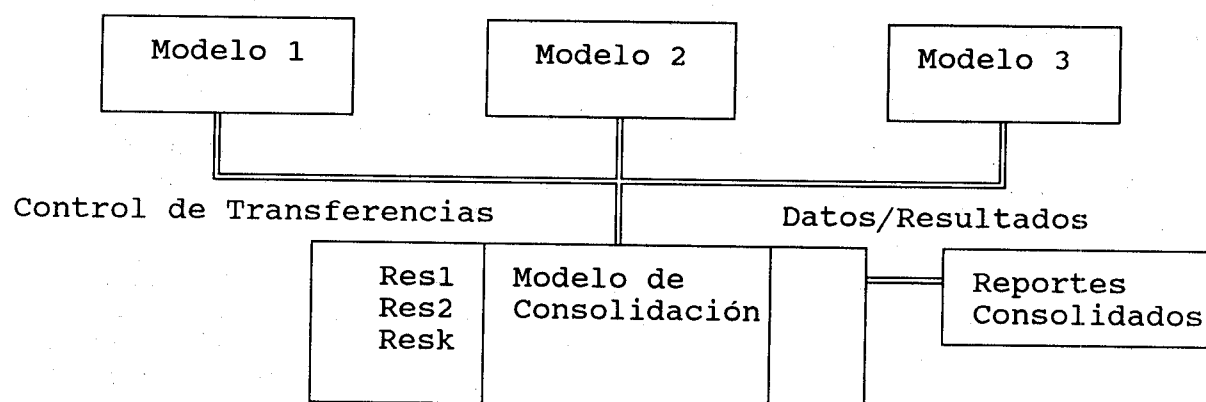 Modelo 1
Modelo 2
Modelo 3
Control de Transferencias
Datos/Resultados
Res1
Res2
Resk
Modelo de
Consolidación
Reportes
Consolidados